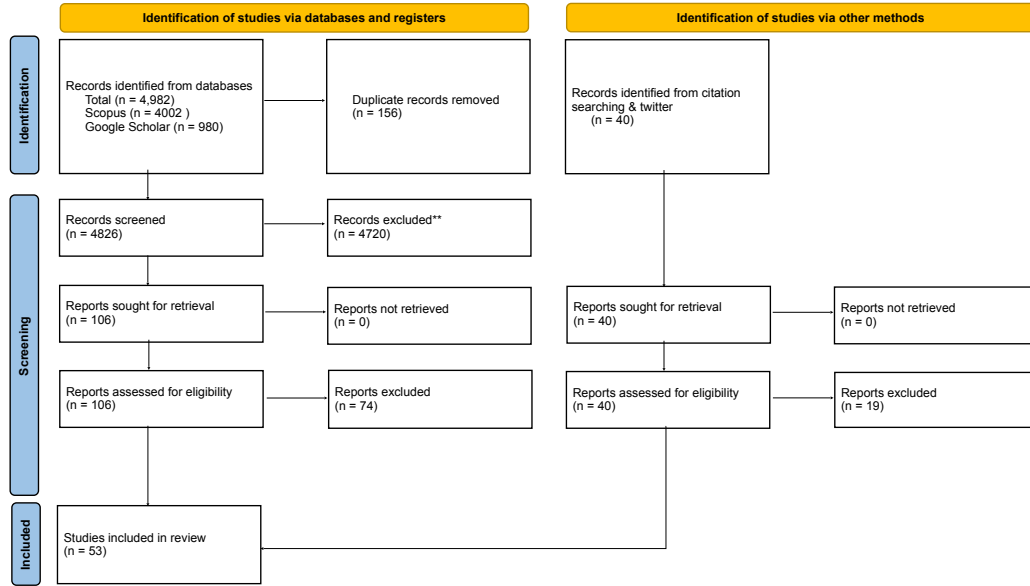 Identification of studies via databases and registers
Identification of studies via other methods
Identification
Records identified from databases
Total (n = 4,982)
Scopus (n = 4002 )
Google Scholar (n = 980)
Duplicate records removed
(n = 156)
Records identified from citation
searching & twitter
(n = 40)
Screening
Records screened
(n = 4826)
Records excluded**
(n = 4720)
Reports sought for retrieval
(n = 106)
Reports not retrieved
(n = 0)
Reports sought for retrieval
(n = 40)
Reports not retrieved
(n = 0)
Reports assessed for eligibility
(n = 106)
Reports excluded
(n = 74)
Reports assessed for eligibility
(n = 40)
Reports excluded
(n = 19)
Included
Studies included in review
(n = 53)